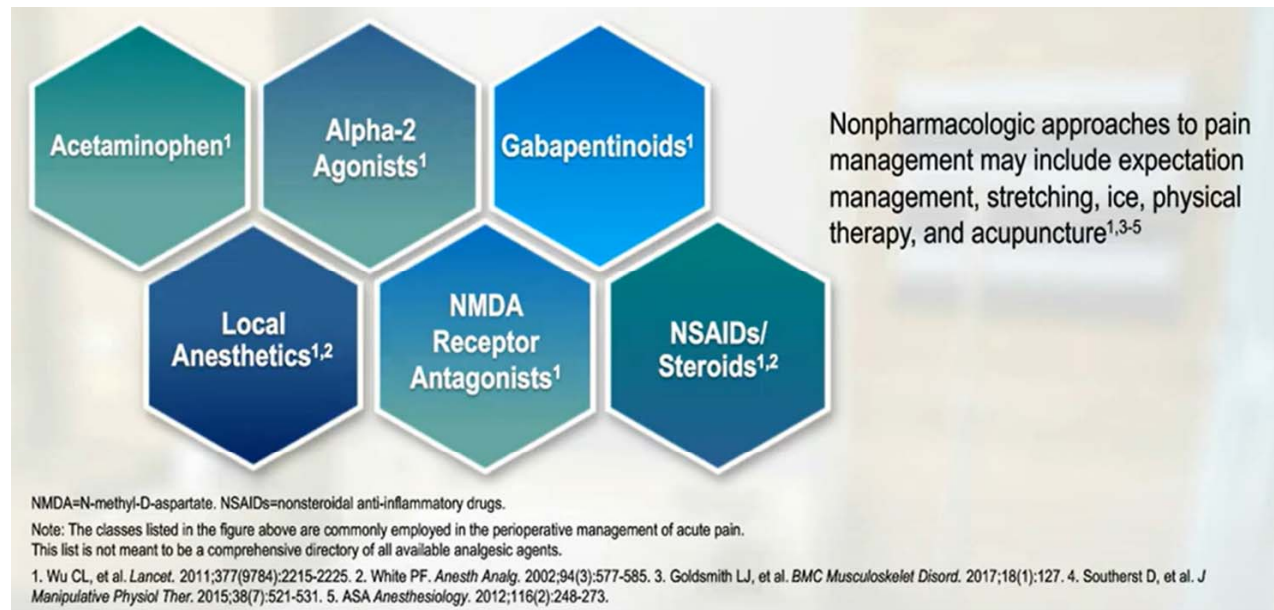 Acetaminophen1
Alpha-2
Agonists1
Gabapentinoids1
Local
Anesthetics1,2
NMDA
Receptor
Antagonists1
NSAIDs/
Steroids1,2
Nonpharmacologic approaches to pain
management may include expectation
management, stretching, ice, physical
therapy, and acupuncture1,3-5
NMDA=N-methyl-D-aspartate. NSAIDs=nonsteroidal anti-inflammatory drugs.
Note: The classes listed in the figure above are commonly employed in the perioperative management of acute pain.
This list is not meant to be a comprehensive directory of all available analgesic agents.
1. Wu CL, et al. Lancet. 2011;377(9784):2215-2225. 2. White PF. Anesth Analg. 2002;94(3):577-585. 3. Goldsmith LJ, et al. BMC Musculoskelet Disord. 2017;18(1):127. 4. Southerst D, et al. J
Manipulative Physiol Ther. 2015;38(7):521-531. 5. ASA Anesthesiology. 2012;116(2):248-273.